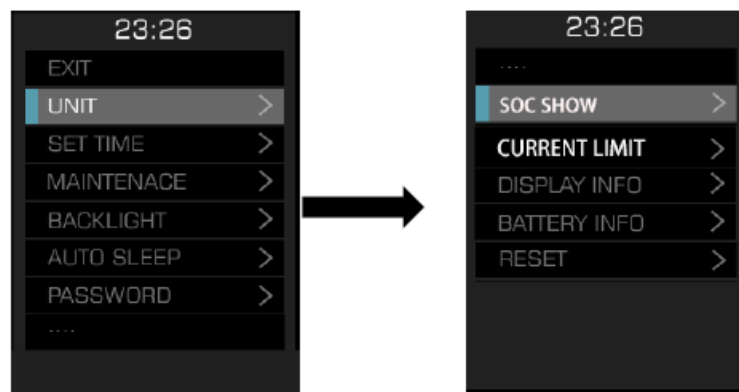 23:26
EXIT
UNIT >
SET TIME >
MAINTENACE >
BACKLIGHT >
AUTO SLEEP >
PASSWORD >
....
23:26
....
SOC SHOW >
CURRENT LIMIT >
DISPLAY INFO >
BATTERY INFO >
RESET >